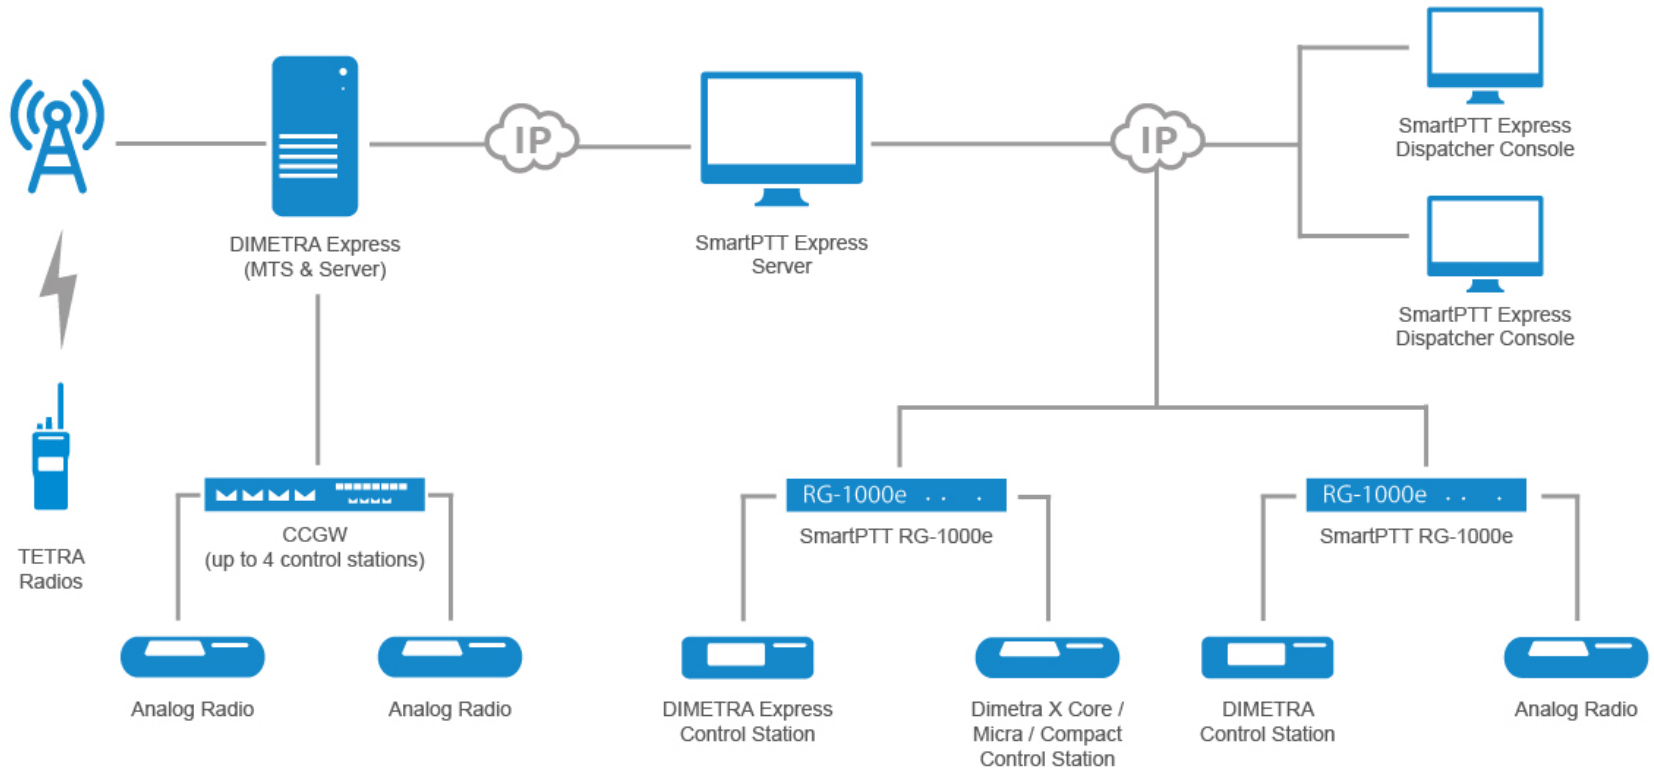 IP
IP
SmartPTT Express
Dispatcher Console
DIMETRA Express
(MTS & Server)
SmartPTT Express
Server
SmartPTT Express
Dispatcher Console
TETRA
Radios
CCGW
(up to 4 control stations)
RG-1000e
SmartPTT RG-1000e
RG-1000e
SmartPTT RG-1000e
Analog Radio
Analog Radio
DIMETRA Express
Control Station
Dimetra X Core /
Micra / Compact
Control Station
DIMETRA
Control Station
Analog Radio